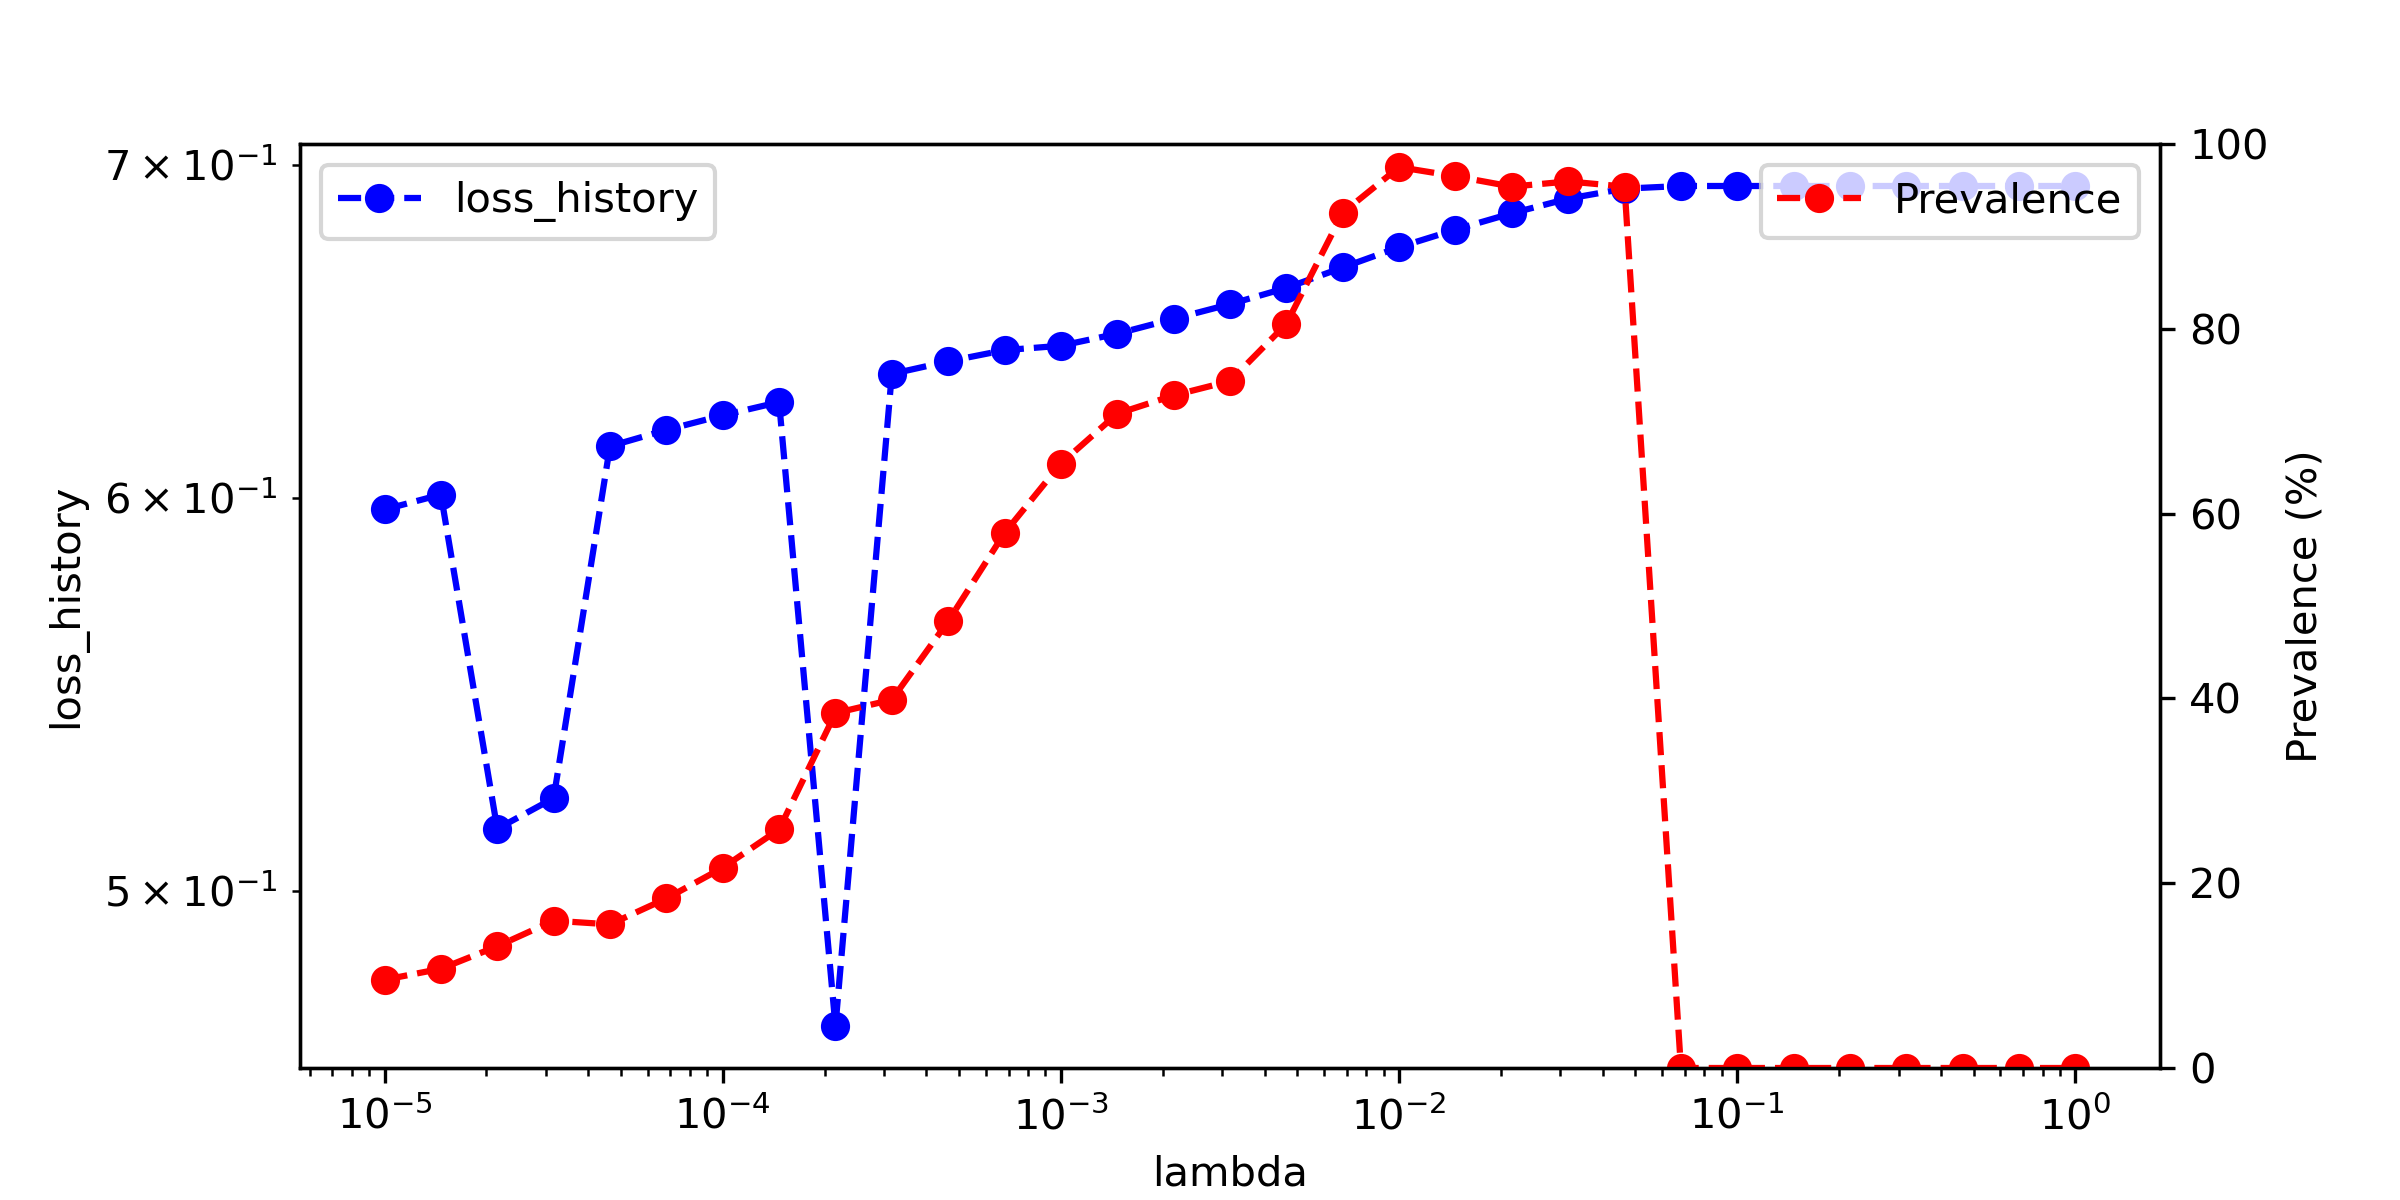 loss_history
Prevalence
7 × 10⁻¹
6 × 10⁻¹
5 × 10⁻¹
loss_history
100
80
60
40
20
0
Prevalence (%)
10⁻⁵
10⁻⁴
10⁻³
10⁻²
10⁻¹
10⁰
lambda